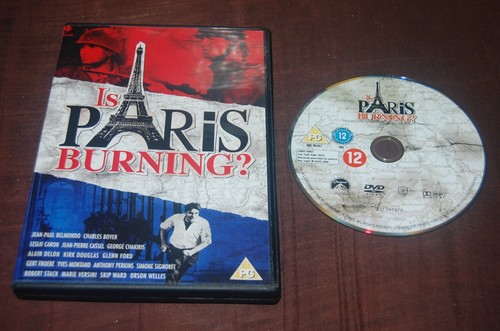 Is
PARiS
BURNING?
JEAN-PAUL BELMONDO CHARLES BOYER
LESLIE CARON JEAN-PIERRE CASSEL GEORGE CHAKIRIS
ALAIN DELON KIRK DOUGLAS GLENN FORD
GERT FROEBE YVES MONTAND ANTHONY PERKINS SIMONE SIGNORET
ROBERT STACK MARIE VERSINI SKIP WARD ORSON WELLES
PG
Is
PARiS
BURNING?
PG
12
12
DVD